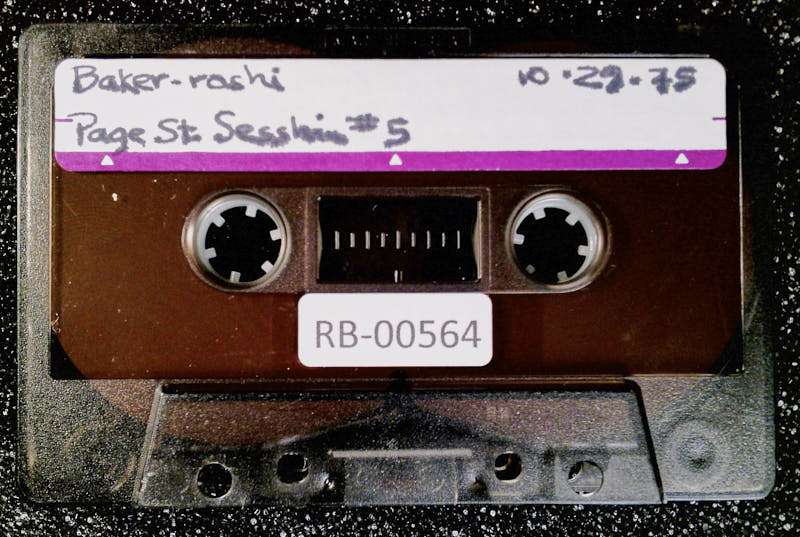 Baker-roshi 10.29.75
Page St. Sesshin #5
RB-00564